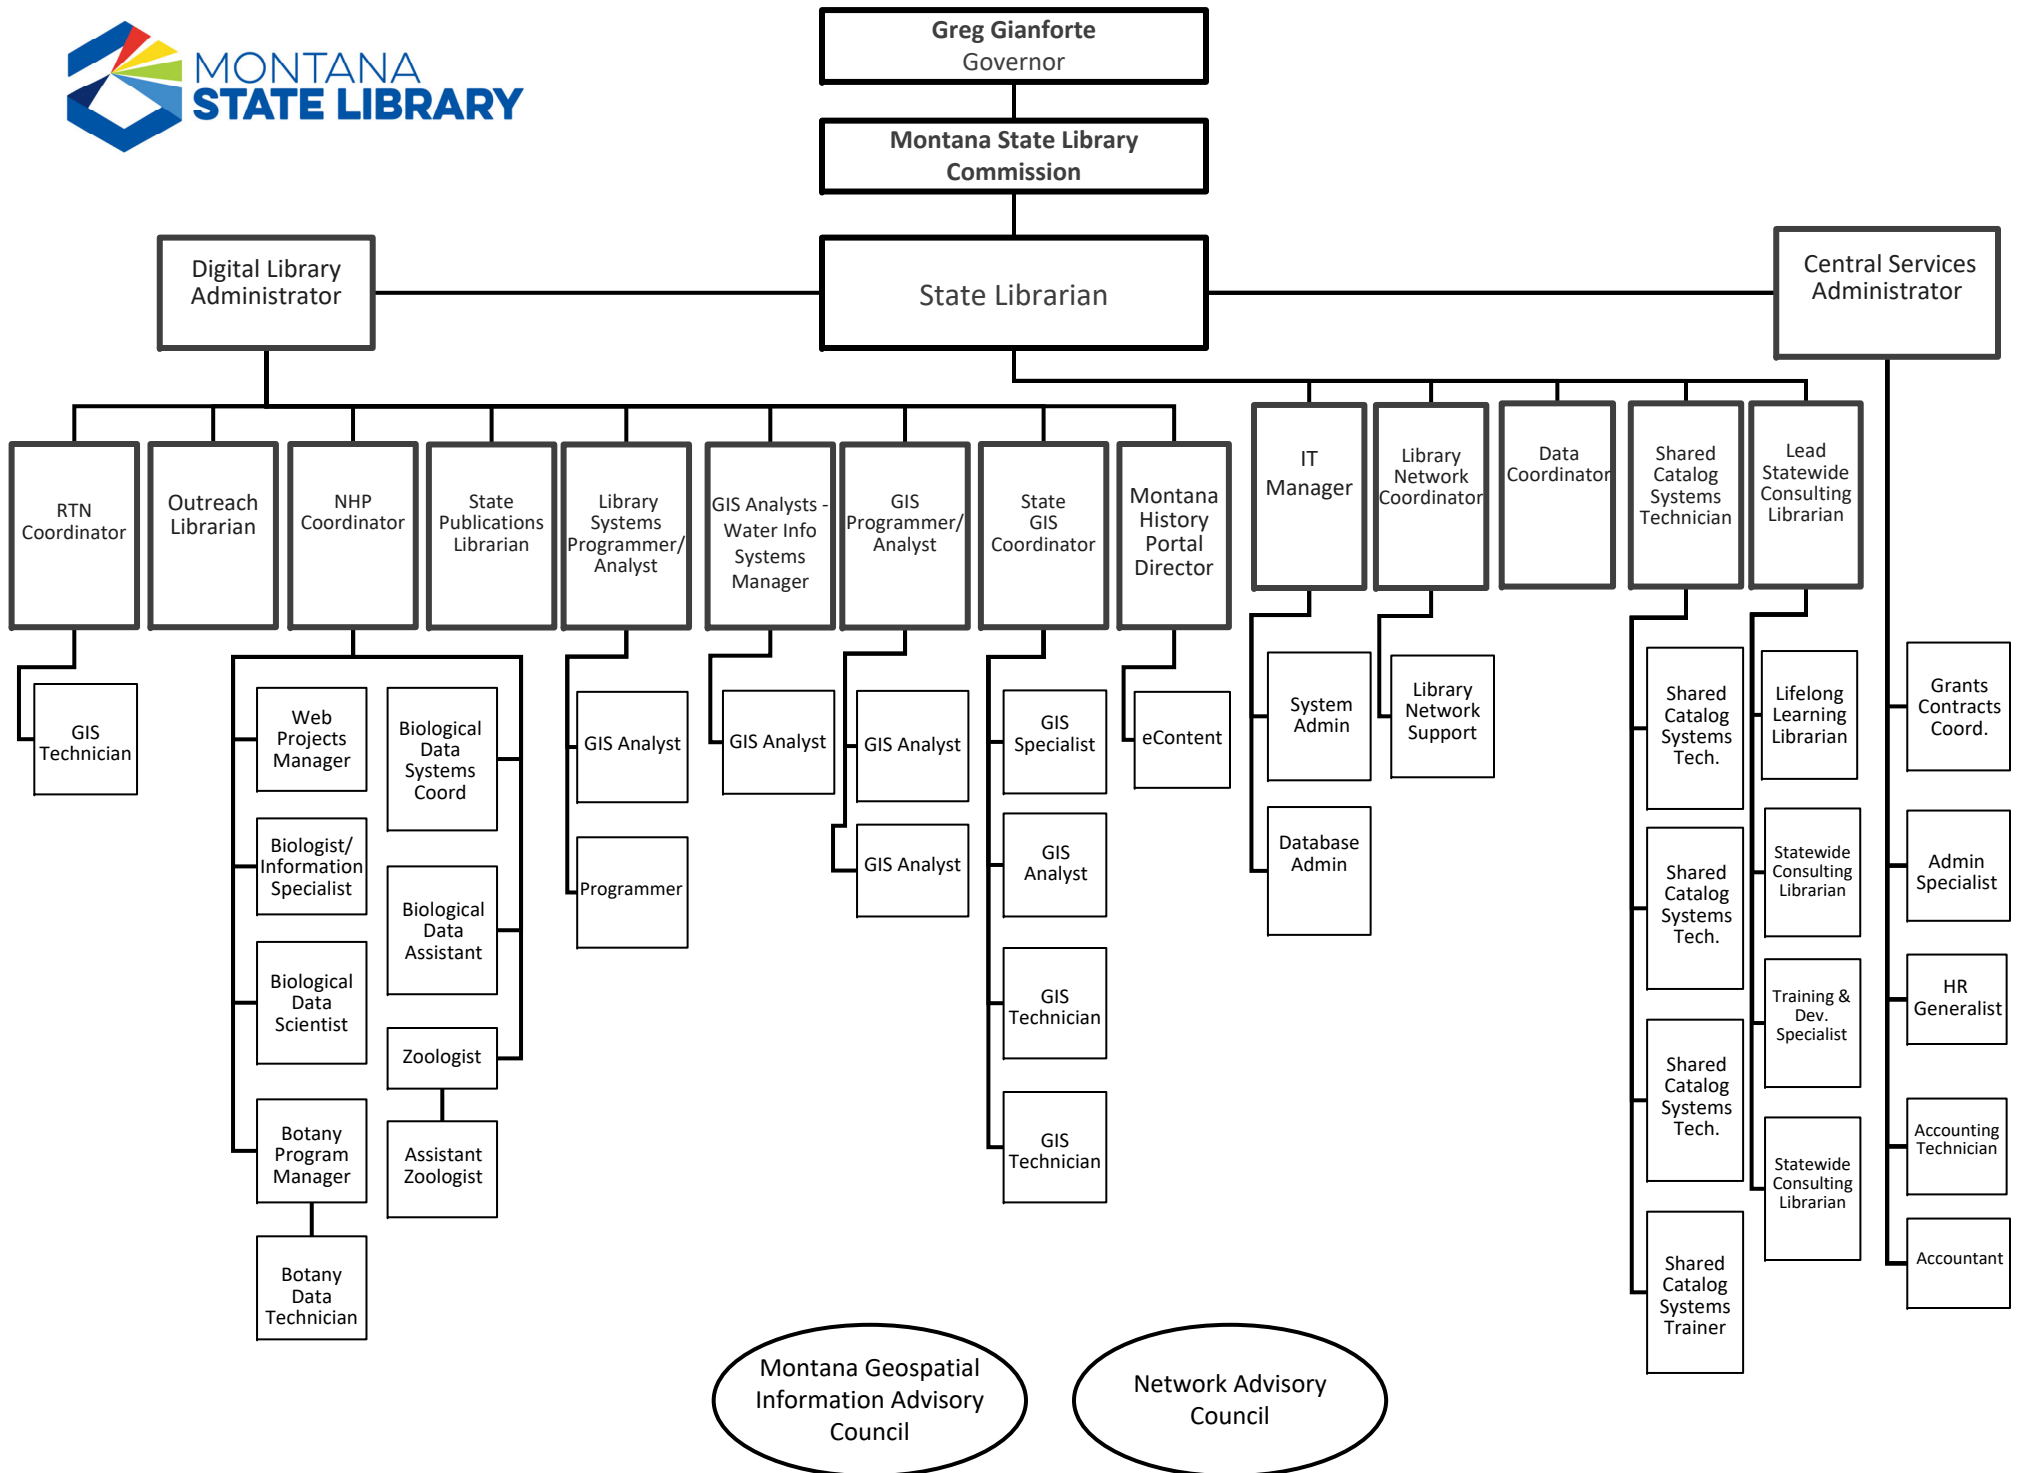 MONTANA
STATE LIBRARY
Greg Gianforte
Governor
Montana State Library
Commission
Digital Library
Administrator
State Librarian
Central Services
Administrator
RTN
Coordinator
Outreach
Librarian
NHP
Coordinator
State
Publications
Librarian
Library
Systems
Programmer/
Analyst
GIS Analysts -
Water Info
Systems
Manager
GIS
Programmer/
Analyst
State
GIS
Coordinator
Montana
History
Portal
Director
IT
Manager
Library
Network
Coordinator
Data
Coordinator
Shared
Catalog
Systems
Technician
Lead
Statewide
Consulting
Librarian
GIS
Technician
Web
Projects
Manager
Biologist/
Information
Specialist
Biological
Data
Scientist
Botany
Program
Manager
Botany
Data
Technician
Biological
Data
Systems
Coord
Biological
Data
Assistant
Zoologist
Assistant
Zoologist
GIS Analyst
Programmer
GIS Analyst
GIS Analyst
GIS Analyst
GIS
Specialist
GIS
Analyst
GIS
Technician
GIS
Technician
eContent
System
Admin
Database
Admin
Library
Network
Support
Shared
Catalog
Systems
Tech.
Shared
Catalog
Systems
Tech.
Shared
Catalog
Systems
Tech.
Shared
Catalog
Systems
Trainer
Lifelong
Learning
Librarian
Statewide
Consulting
Librarian
Training &
Dev.
Specialist
Statewide
Consulting
Librarian
Grants
Contracts
Coord.
Admin
Specialist
HR
Generalist
Accounting
Technician
Accountant
Montana Geospatial
Information Advisory
Council
Network Advisory
Council